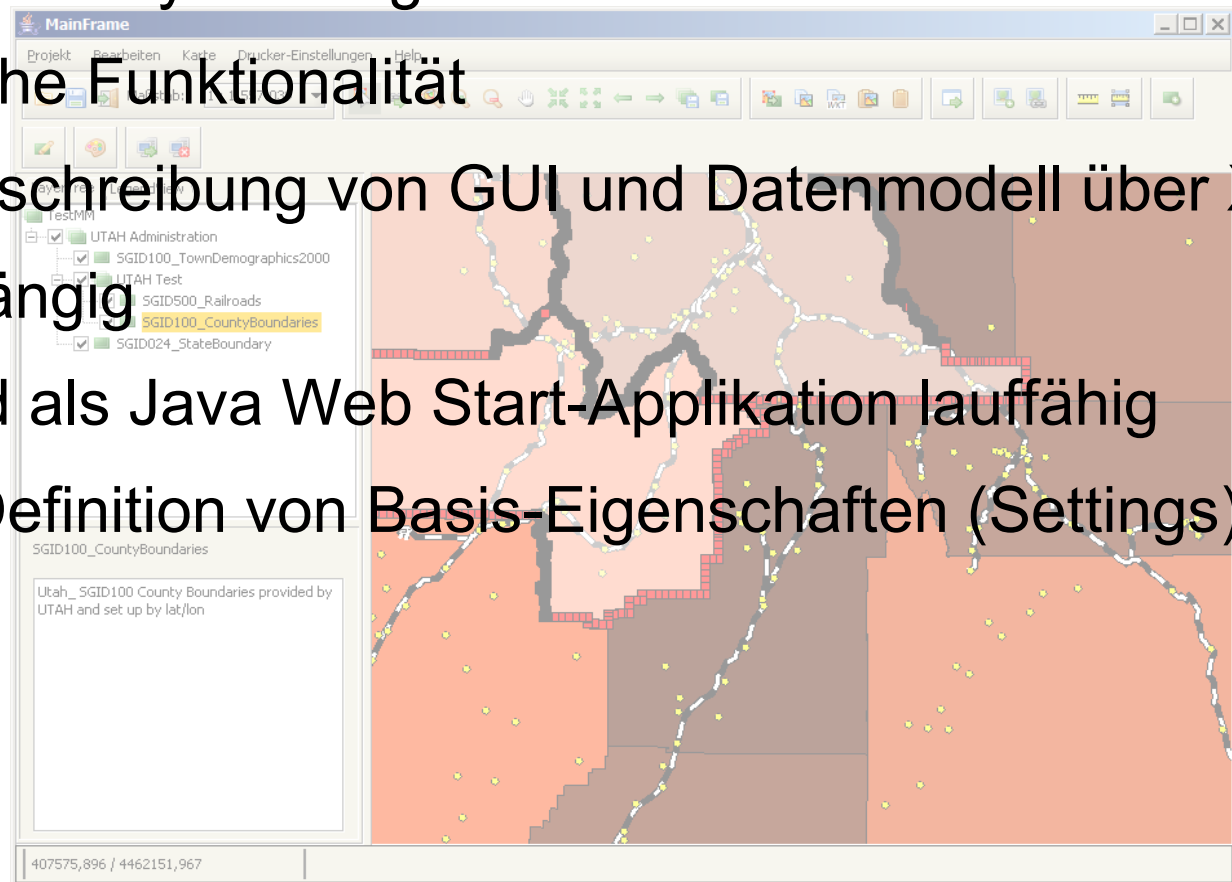 MainFrame
Projekt Bearbeiten Karte Drucker-Einstellungen Help
he Funktionalität
WKT
schreibung von GUI und Datenmodell über
TestMM
UTAH Administration
SGID100_TownDemographics2000
UTAH Test
ängig
SGID500_Railroads
SGID100_CountyBoundaries
SGID024_StateBoundary
d als Java Web Start-Applikation lauffähig
Definition von Basis-Eigenschaften (Settings)
SGID100_CountyBoundaries
Utah_ SGID100 County Boundaries provided by
UTAH and set up by lat/lon
407575,896 / 4462151,967